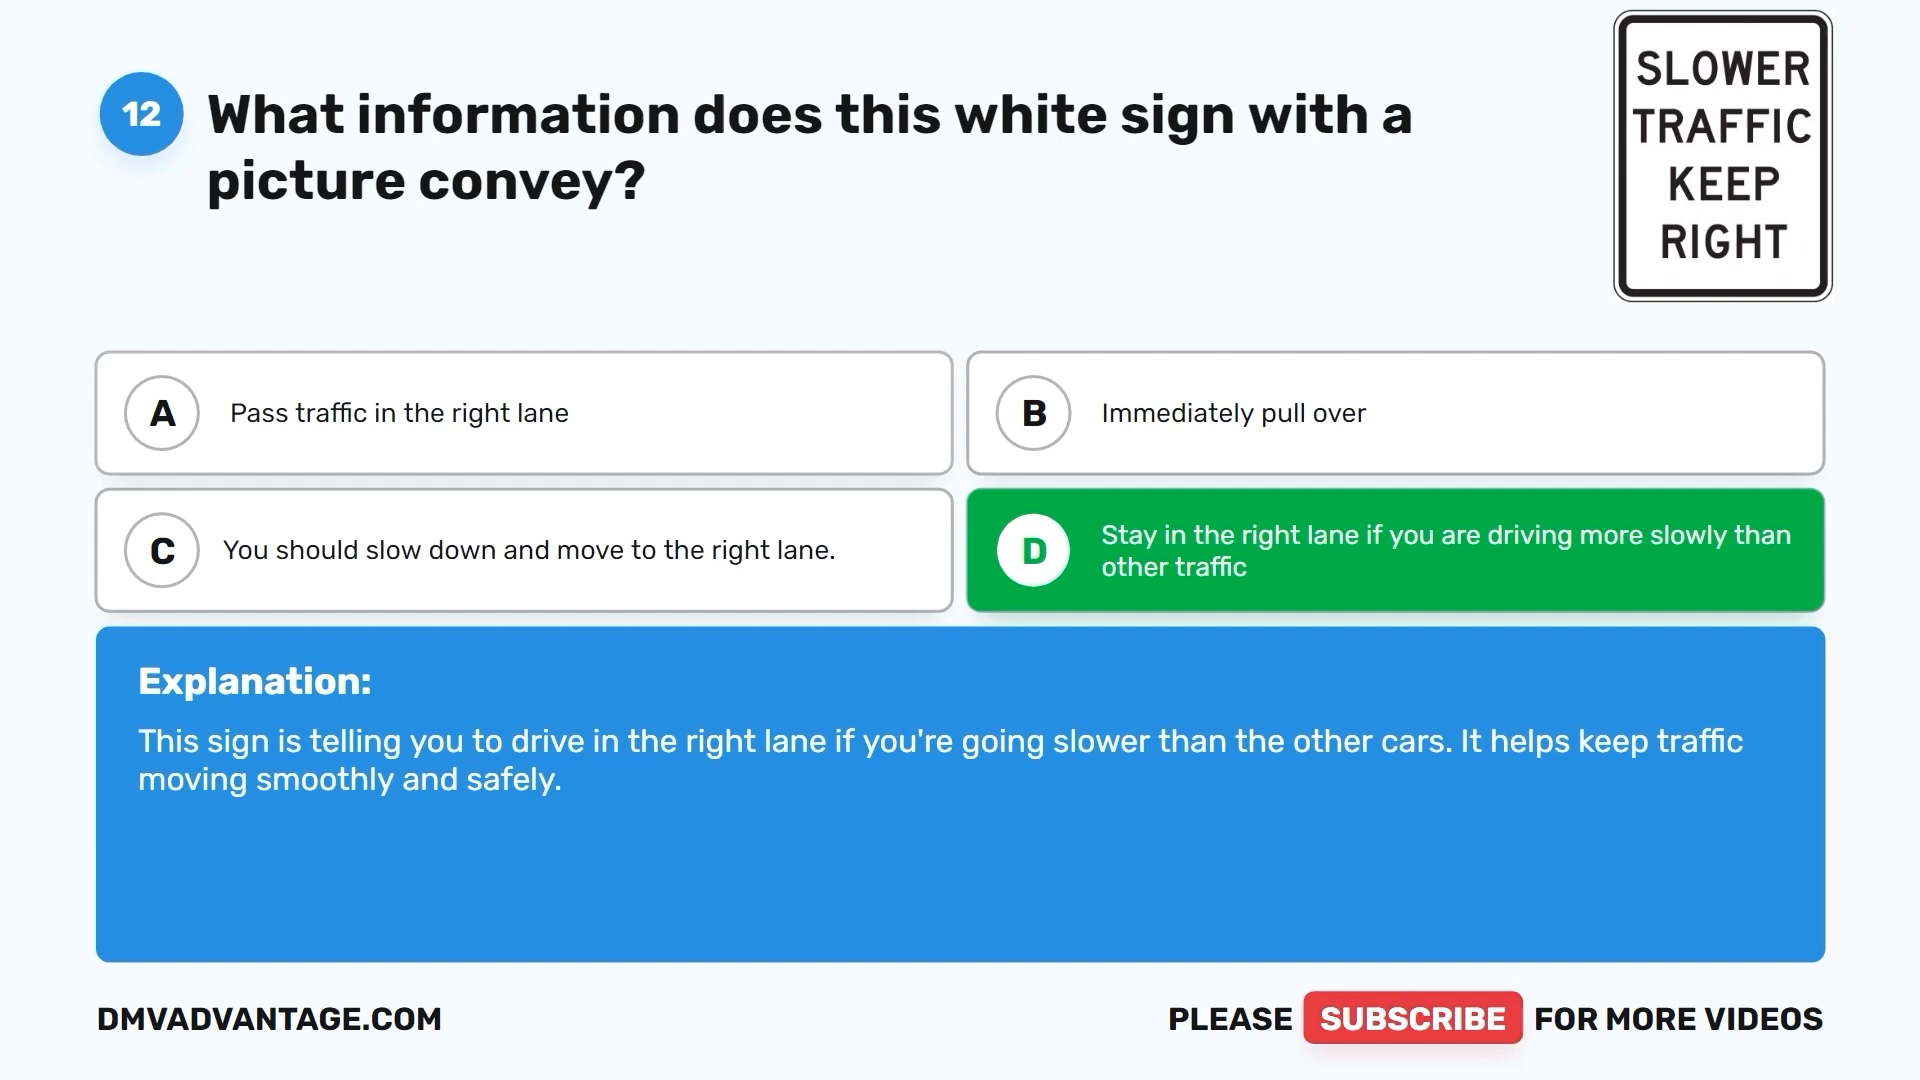 12
What information does this white sign with a
picture convey?
SLOWER
TRAFFIC
KEEP
RIGHT
A
Pass traffic in the right lane
B
Immediately pull over
C
You should slow down and move to the right lane.
D
Stay in the right lane if you are driving more slowly than
other traffic
Explanation:
This sign is telling you to drive in the right lane if you're going slower than the other cars. It helps keep traffic
moving smoothly and safely.
DMVADVANTAGE.COM
PLEASE SUBSCRIBE FOR MORE VIDEOS